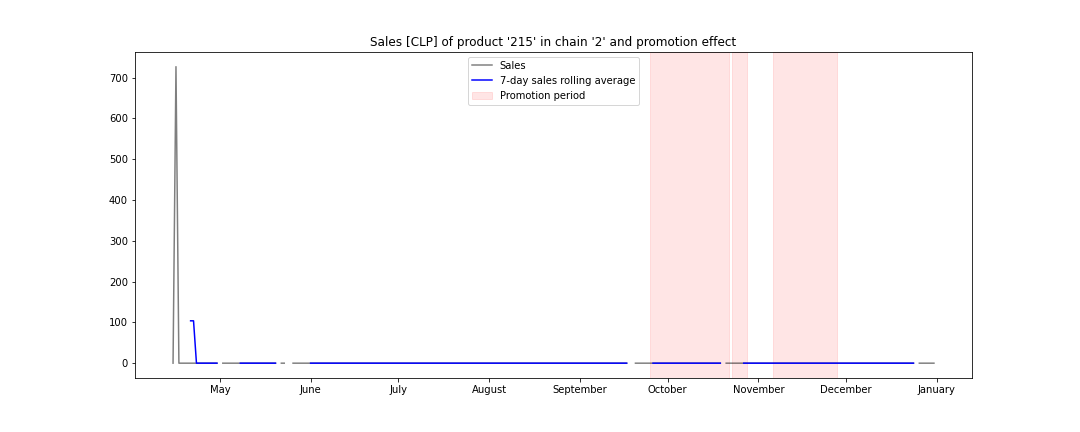 Sales [CLP] of product '215' in chain '2' and promotion effect
Sales
7-day sales rolling average
Promotion period
700
600
500
400
300
200
100
0
May June July August September October November December January